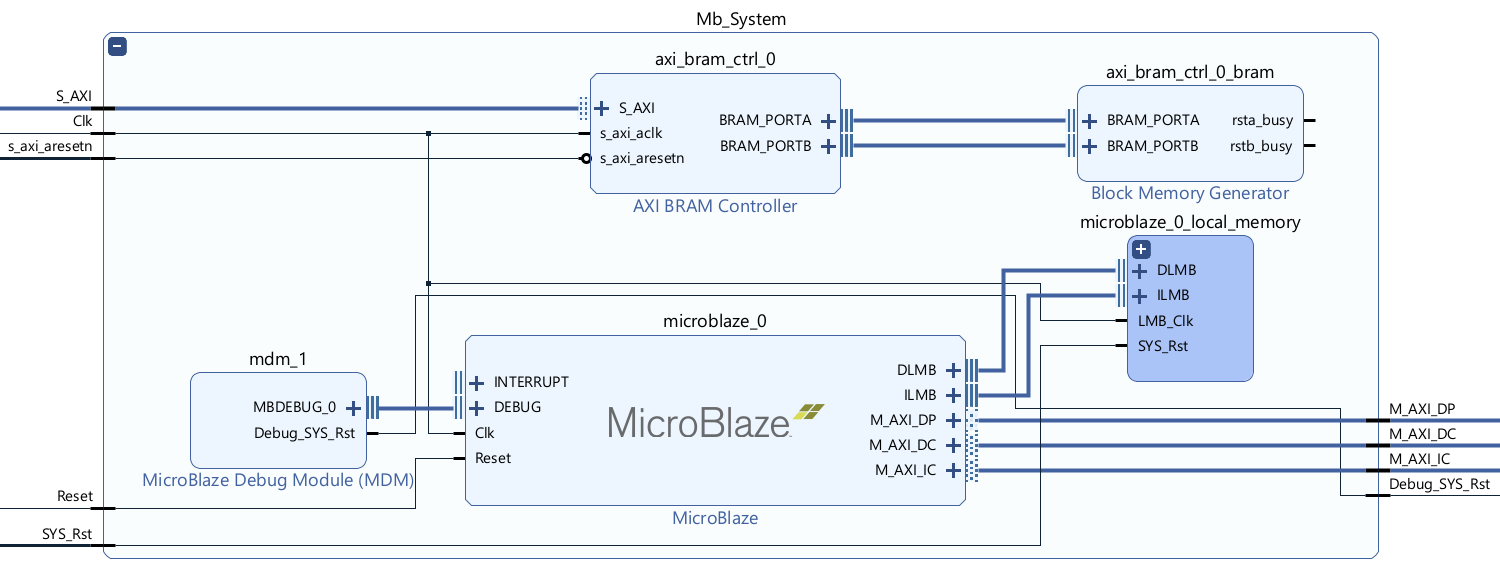 Mb_System
S_AXI
Clk
s_axi_aresetn
axi_bram_ctrl_0
S_AXI
s_axi_aclk
s_axi_aresetn
BRAM_PORTA
BRAM_PORTB
AXI BRAM Controller
axi_bram_ctrl_0_bram
BRAM_PORTA
BRAM_PORTB
rsta_busy
rstb_busy
Block Memory Generator
microblaze_0_local_memory
DLMB
ILMB
LMB_Clk
SYS_Rst
mdm_1
MBDEBUG_0
Debug_SYS_Rst
MicroBlaze Debug Module (MDM)
microblaze_0
INTERRUPT
DEBUG
Clk
Reset
MicroBlaze
DLMB
ILMB
M_AXI_DP
M_AXI_DC
M_AXI_IC
MicroBlaze
Reset
SYS_Rst
M_AXI_DP
M_AXI_DC
M_AXI_IC
Debug_SYS_Rst